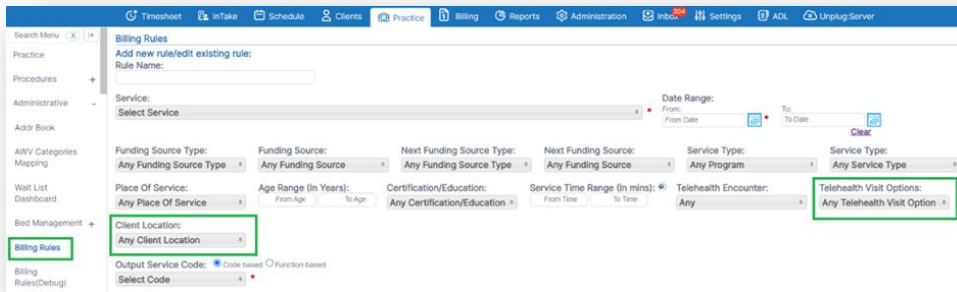 Timesheet InTake Schedule Clients Practice Billing Reports Administration Inbox 204 Settings ADL Unplug:Server
Search Menu X
Practice
Procedures +
Administrative -
Addr Book
AWV Categories
Mapping
Wait List
Dashboard
Bed Management +
Billing Rules
Billing
Rules(Debug)
Billing Rules
Add new rule/edit existing rule:
Rule Name:
Service: Date Range:
Select Service * From: To:
From Date * To Date
Clear
Funding Source Type: Funding Source: Next Funding Source Type: Next Funding Source: Service Type: Service Type:
Any Funding Source Type Any Funding Source Any Funding Source Type Any Funding Source Any Program Any Service Type
Place Of Service: Age Range (In Years): Certification/Education: Service Time Range (In mins): Telehealth Encounter: Telehealth Visit Options:
Any Place Of Service From Age To Age Any Certification/Education From Time To Time Any Any Telehealth Visit Option
Client Location:
Any Client Location
Output Service Code: Code based Function based
Select Code *